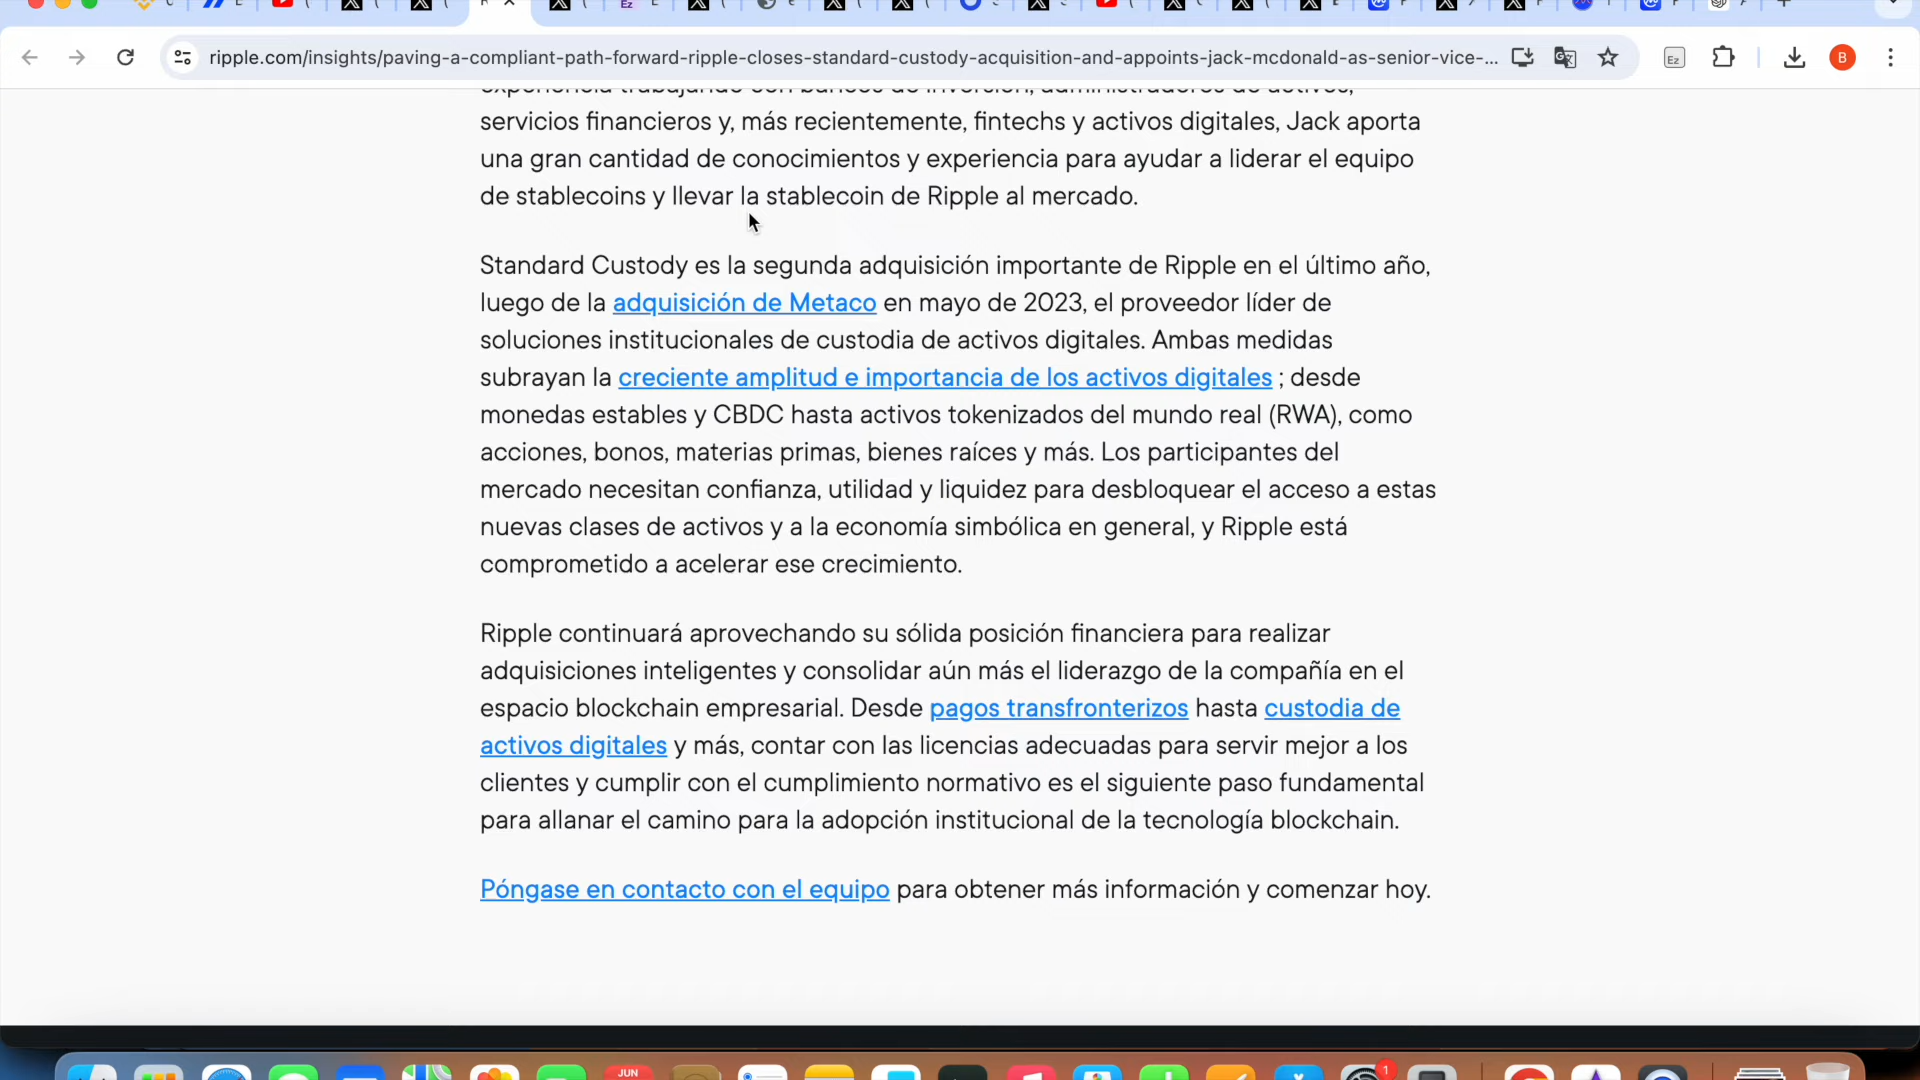 ripple.com/insights/paving-a-compliant-path-forward-ripple-closes-standard-custody-acquisition-and-appoints-jack-mcdonald-as-senior-vice-...
experiencia trabajando con bancos de inversión, administradores de activos,
servicios financieros y, más recientemente, fintechs y activos digitales, Jack aporta
una gran cantidad de conocimientos y experiencia para ayudar a liderar el equipo
de stablecoins y llevar la stablecoin de Ripple al mercado.
Standard Custody es la segunda adquisición importante de Ripple en el último año,
luego de la adquisición de Metaco en mayo de 2023, el proveedor líder de
soluciones institucionales de custodia de activos digitales. Ambas medidas
subrayan la creciente amplitud e importancia de los activos digitales ; desde
monedas estables y CBDC hasta activos tokenizados del mundo real (RWA), como
acciones, bonos, materias primas, bienes raíces y más. Los participantes del
mercado necesitan confianza, utilidad y liquidez para desbloquear el acceso a estas
nuevas clases de activos y a la economía simbólica en general, y Ripple está
comprometido a acelerar ese crecimiento.
Ripple continuará aprovechando su sólida posición financiera para realizar
adquisiciones inteligentes y consolidar aún más el liderazgo de la compañía en el
espacio blockchain empresarial. Desde pagos transfronterizos hasta custodia de
activos digitales y más, contar con las licencias adecuadas para servir mejor a los
clientes y cumplir con el cumplimiento normativo es el siguiente paso fundamental
para allanar el camino para la adopción institucional de la tecnología blockchain.
Póngase en contacto con el equipo para obtener más información y comenzar hoy.
JUN
1